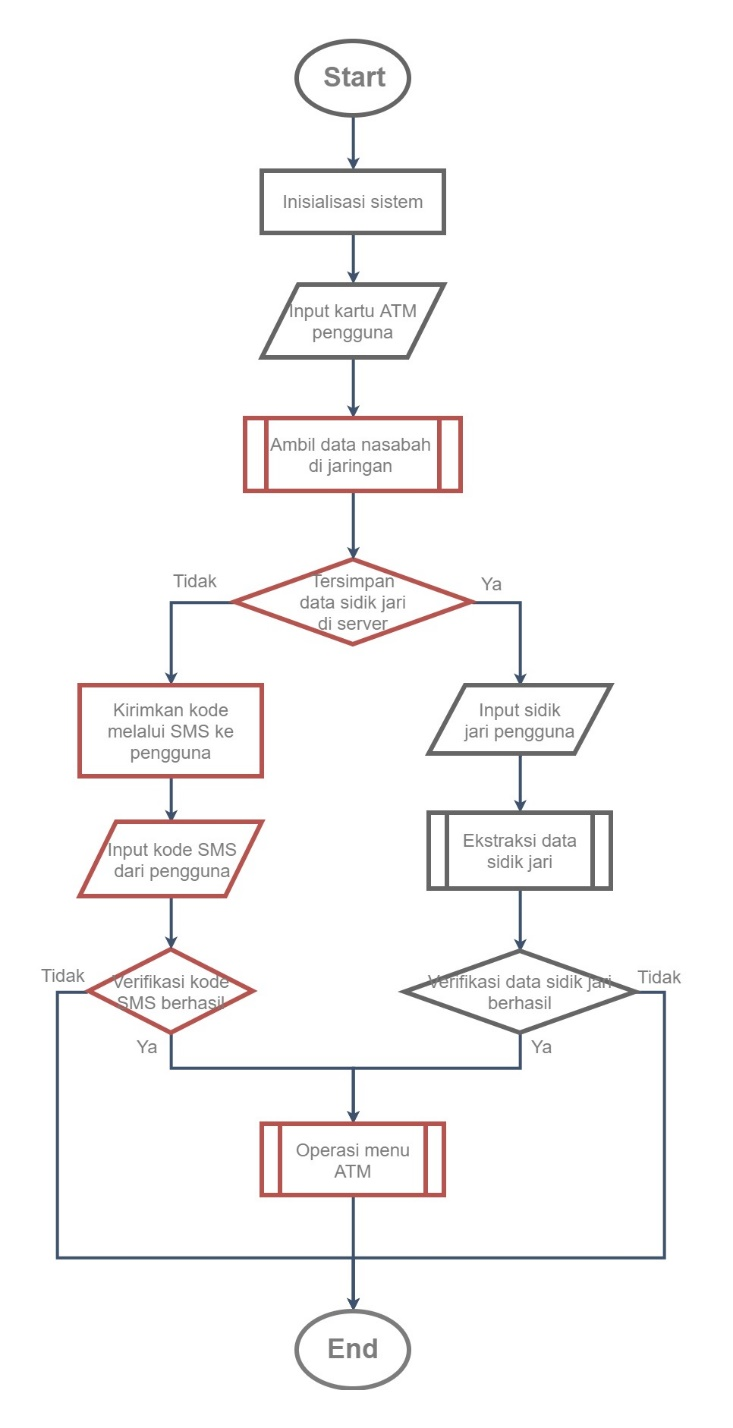 Start
Inisialisasi sistem
Input kartu ATM
pengguna
Ambil data nasabah
di jaringan
Tidak
Tersimpan
data sidik jari
di server
Ya
Kirimkan kode
melalui SMS ke
pengguna
Input sidik
jari pengguna
Input kode SMS
dari pengguna
Ekstraksi data
sidik jari
Tidak
Verifikasi kode
SMS berhasil
Ya
Verifikasi data sidik jari
berhasil
Tidak
Ya
Operasi menu
ATM
End